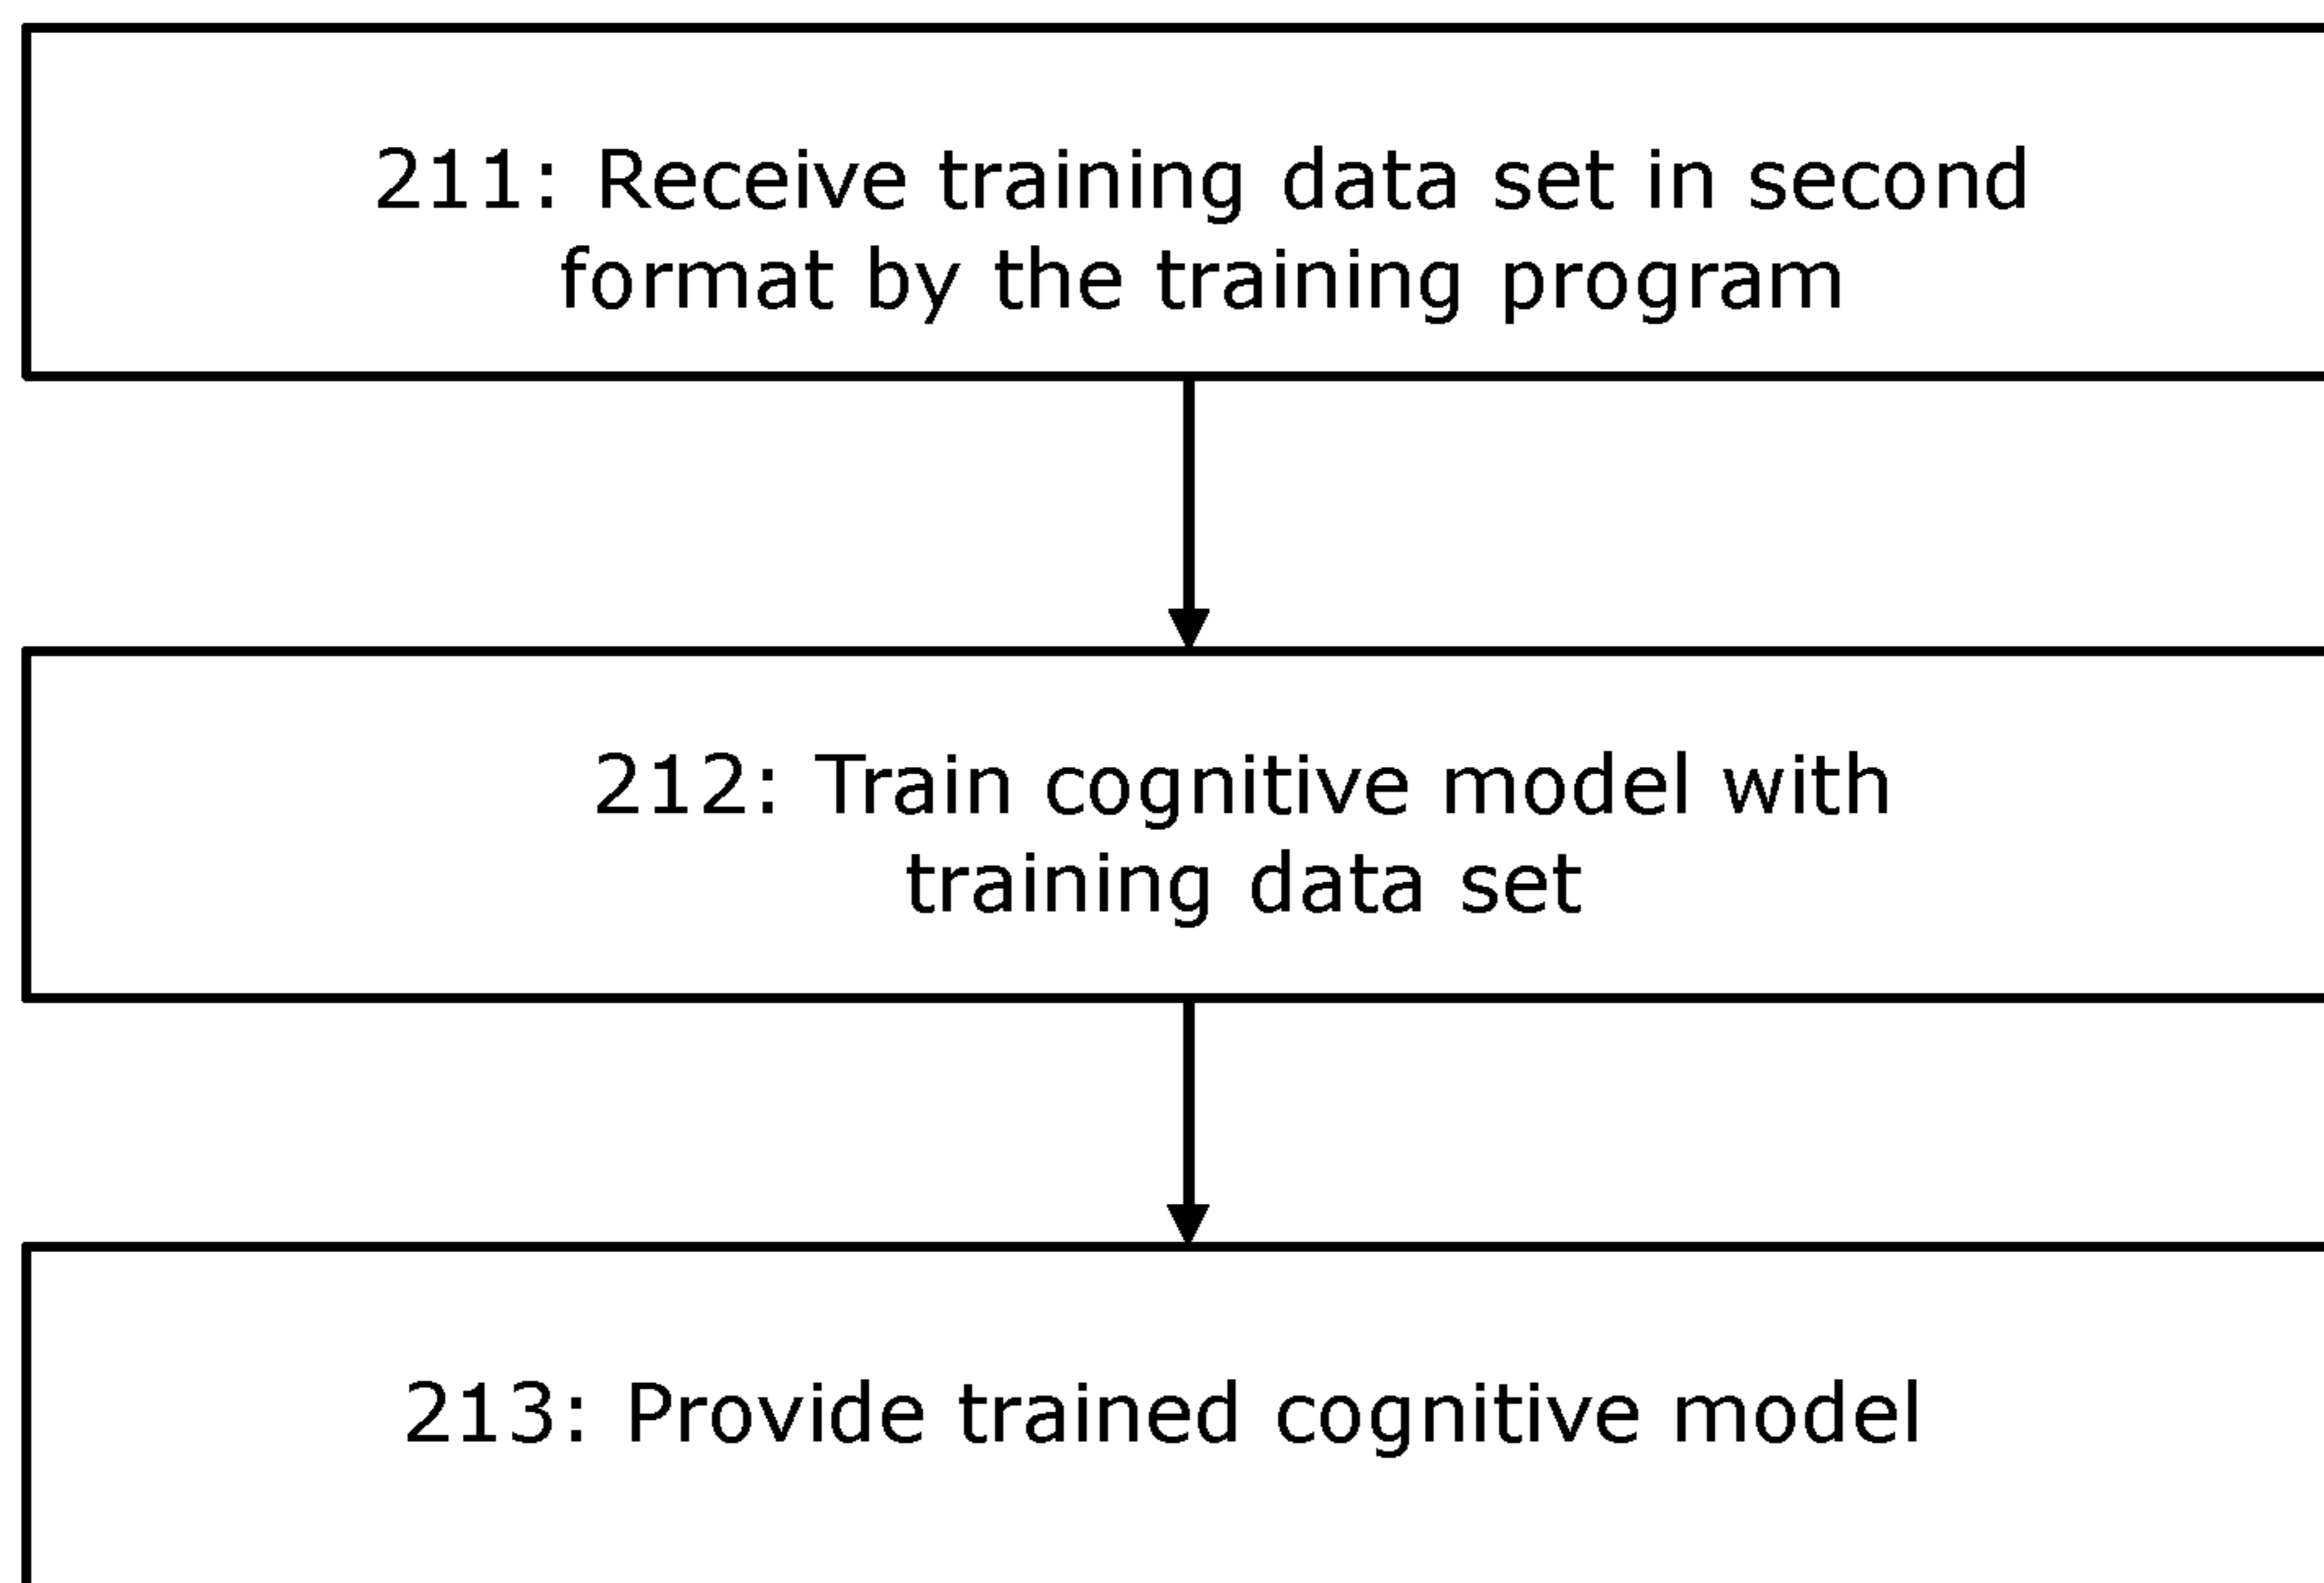 211: Receive training data set in second
format by the training program
212: Train cognitive model with
training data set
213: Provide trained cognitive model